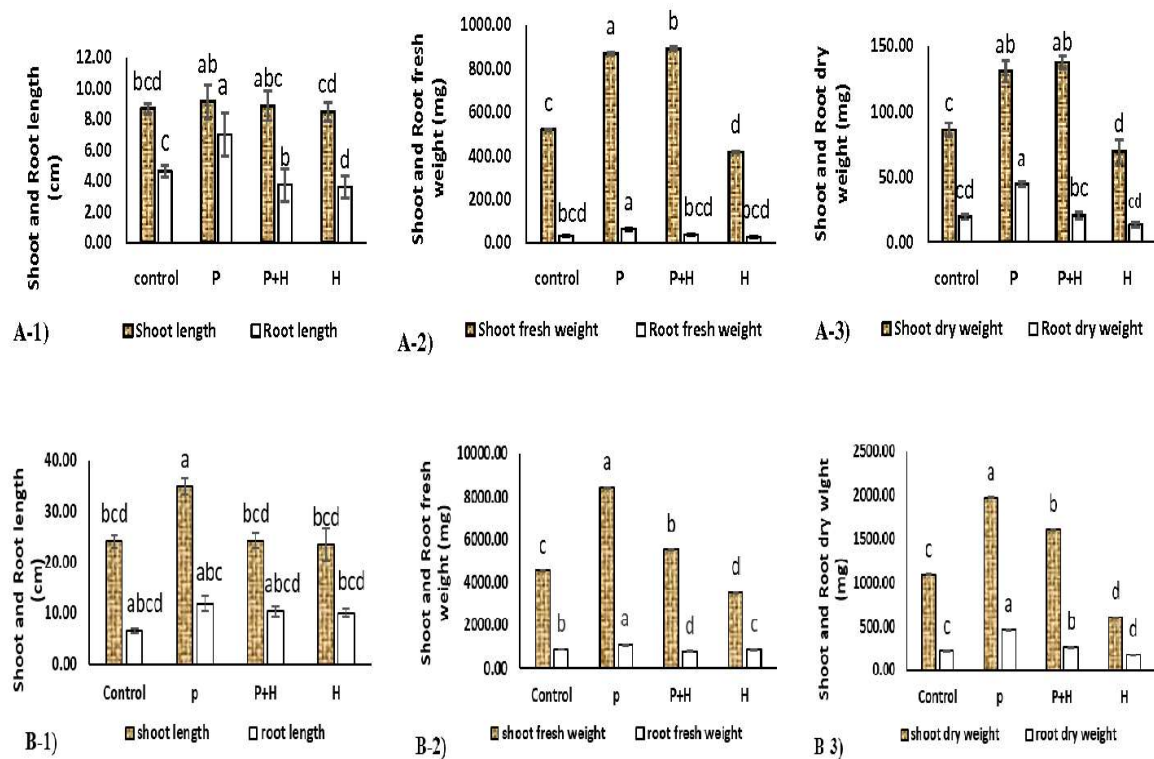 Shoot and Root length
(cm)
12.00
10.00
8.00
6.00
4.00
2.00
0.00
bcd
c
ab
a
abc
b
cd
d
control P P+H H
Shoot length Root length
A-1)
Shoot and Root fresh
weight (mg)
1000.00
800.00
600.00
400.00
200.00
0.00
c
bcd
a
a
b
bcd
d
bcd
control P P+H H
Shoot fresh weight Root fresh weight
A-2)
Shoot and Root dry
weight (mg)
150.00
100.00
50.00
0.00
c
cd
ab
a
ab
bc
d
cd
control P P+H H
Shoot dry weight Root dry weight
A-3)
Shoot and Root length
(cm)
40.00
30.00
20.00
10.00
0.00
bcd
abcd
a
abc
bcd
abcd
bcd
bcd
Control p P+H H
shoot length root length
B-1)
Shoot and Root fresh
weight (mg)
10000.00
8000.00
6000.00
4000.00
2000.00
0.00
c
b
a
a
b
d
d
c
Control p P+H H
shoot fresh weight root fresh weight
B-2)
Shoot and Root dry wight
(mg)
2500.00
2000.00
1500.00
1000.00
500.00
0.00
c
c
a
a
b
b
d
d
Control p P+H H
shoot dry weight root dry weight
B 3)